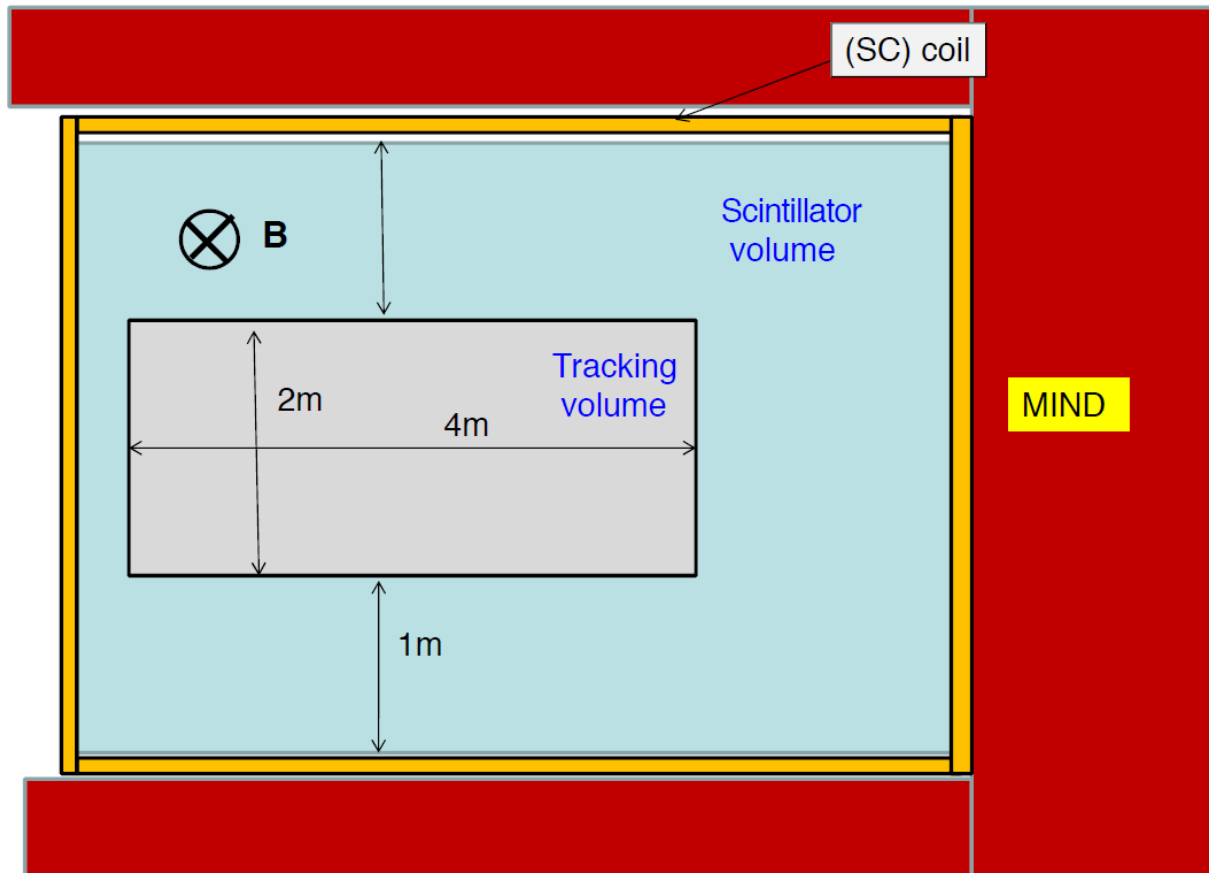 (SC) coil
B
Scintillator
volume
Tracking
volume
2m
4m
MIND
1m